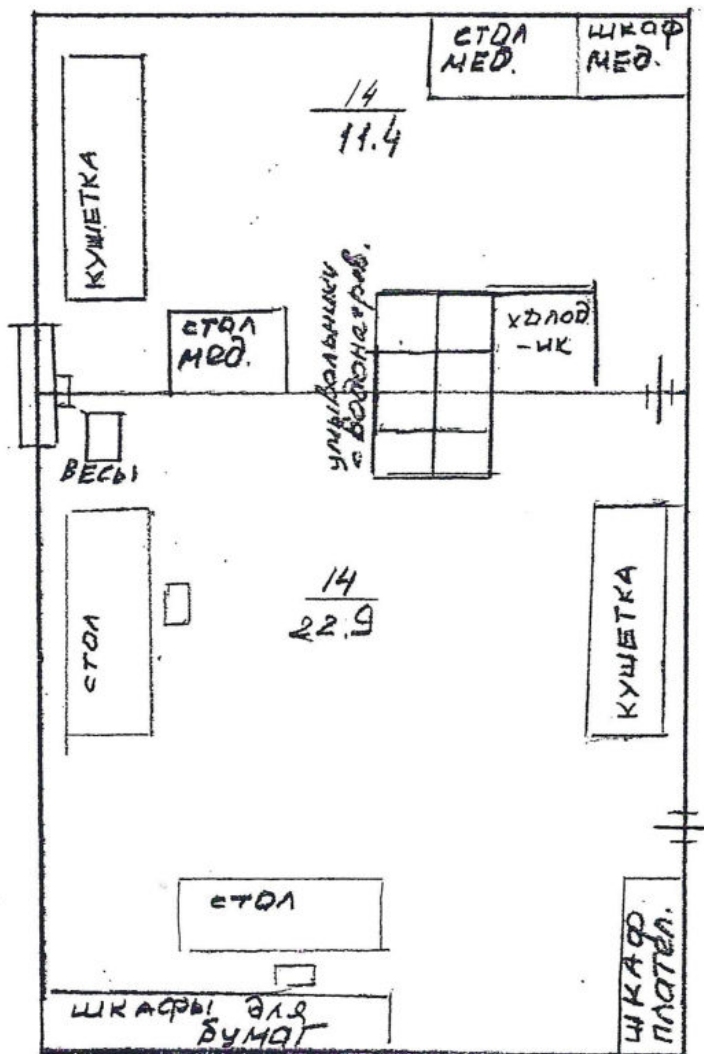 СТОЛ
МЕД.
ШКАФ
МЕД.
14
11.4
КУШЕТКА
СТОЛ
МЕД.
УМЫВАЛЬНИКИ
с ВОДОНАГРЕВ.
ХОЛОД
-ИК
ВЕСЫ
СТОЛ
14
22.9
КУШЕТКА
СТОЛ
ШКАФЫ ДЛЯ
БУМАГ
ШКАФ
ПЛАТЕЛ.